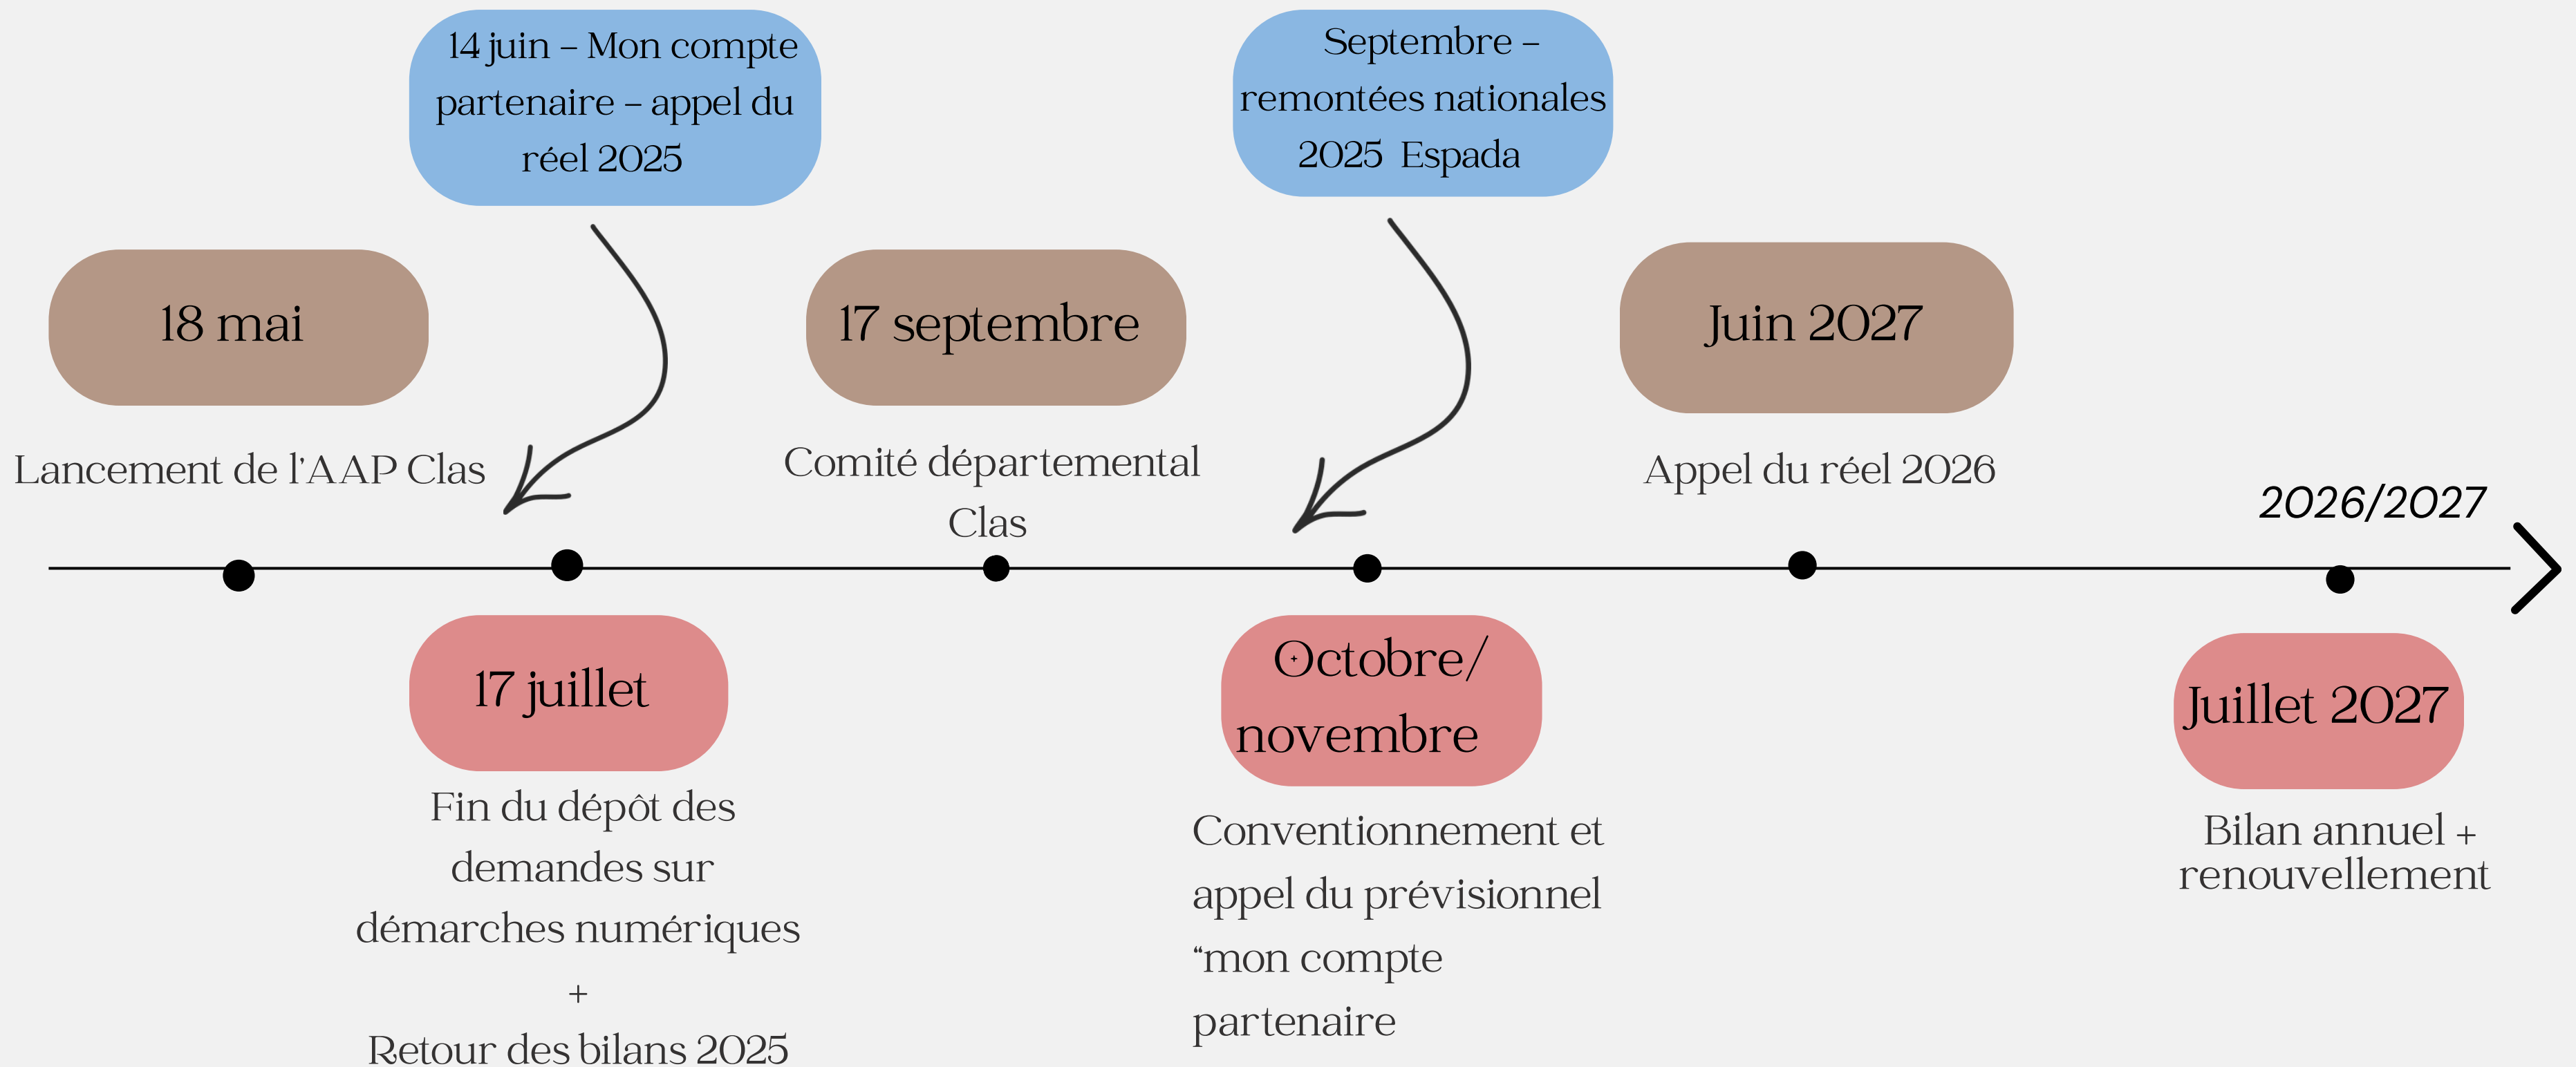 14 juin – Mon compte
partenaire – appel du
réel 2025
Septembre –
remontées nationales
2025 Espada
18 mai
Lancement de l'AAP Clas
17 septembre
Comité départemental
Clas
Juin 2027
Appel du réel 2026
2026/2027
17 juillet
Fin du dépôt des
demandes sur
démarches numériques
+
Retour des bilans 2025
Octobre/
novembre
Conventionnement et
appel du prévisionnel
“mon compte
partenaire
Juillet 2027
Bilan annuel +
renouvellement